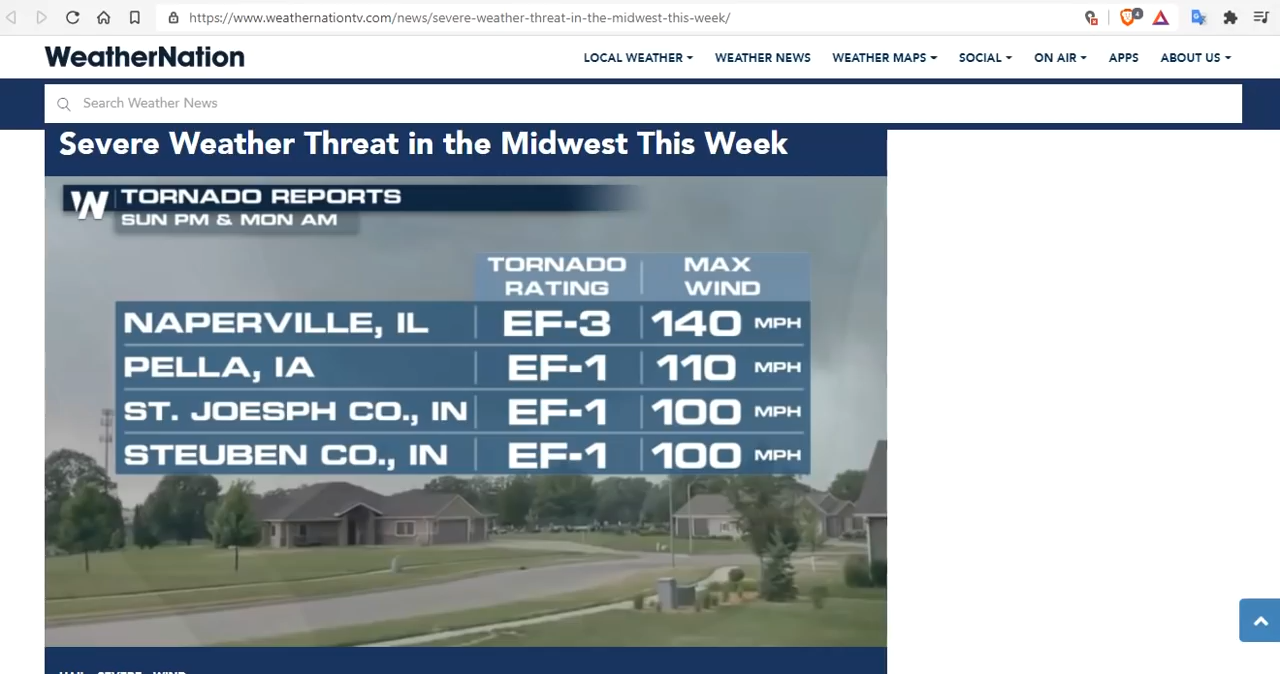 https://www.weathernationtv.com/news/severe-weather-threat-in-the-midwest-this-week/
4
WeatherNation
LOCAL WEATHER WEATHER NEWS WEATHER MAPS SOCIAL ON AIR APPS ABOUT US
Search Weather News
Severe Weather Threat in the Midwest This Week
W TORNADO REPORTS
SUN PM & MON AM
TORNADO RATING MAX WIND
NAPERVILLE, IL EF-3 140 MPH
PELLA, IA EF-1 110 MPH
ST. JOESPH CO., IN EF-1 100 MPH
STEUBEN CO., IN EF-1 100 MPH